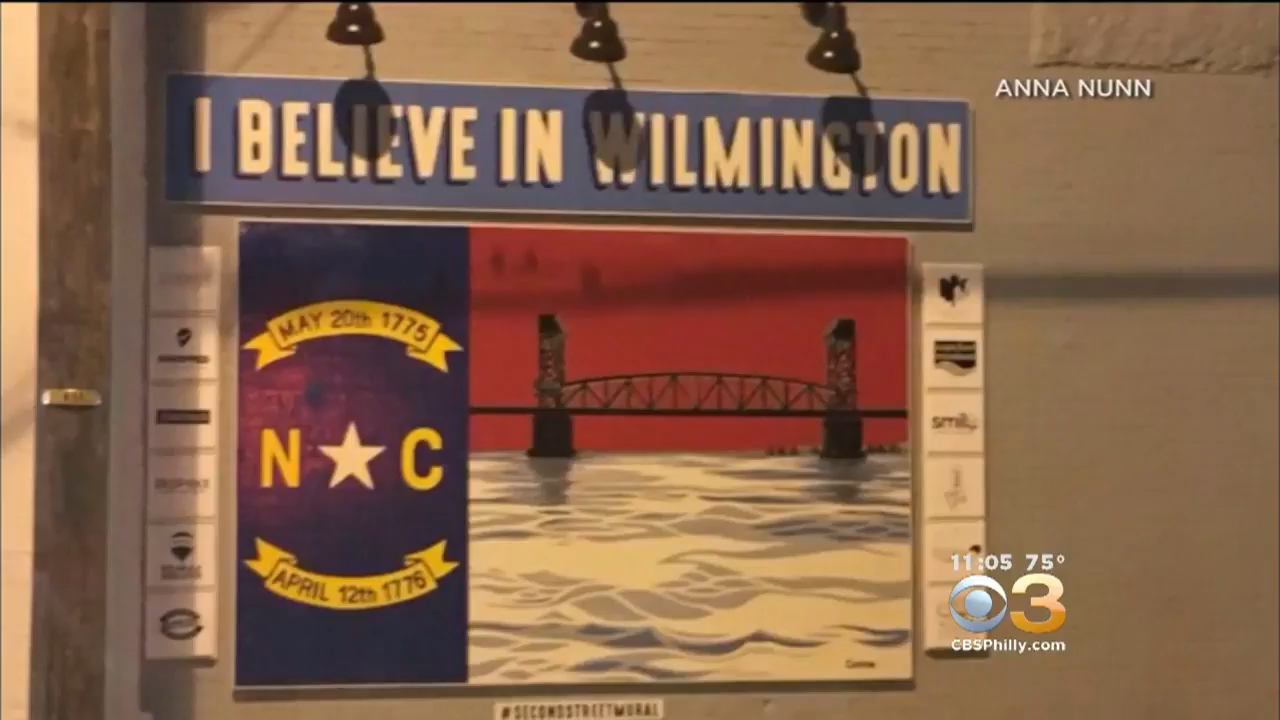 ANNA NUNN
I BELIEVE IN WILMINGTON
MAY 20th 1775
N C
APRIL 12th 1776
smily
11:05 75°
3
CBSPhilly.com
#SECONDSTREETMURAL